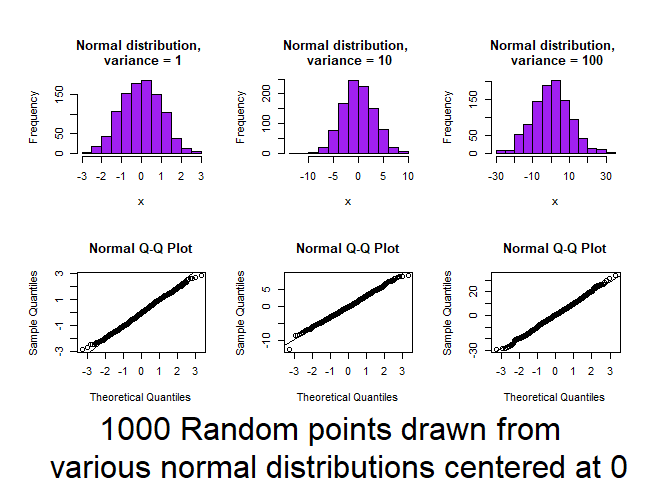 Normal distribution,
variance = 1
Normal distribution,
variance = 10
Normal distribution,
variance = 100
Frequency
0
50
150
-3 -2 -1 0 1 2 3
x
Frequency
0
100
200
-10 -5 0 5 10
x
Frequency
0
50
150
-30 -10 10 30
x
Normal Q-Q Plot
Normal Q-Q Plot
Normal Q-Q Plot
Sample Quantiles
-3 -1 1 3
-3 -2 -1 0 1 2 3
Theoretical Quantiles
Sample Quantiles
-10 0 5
-3 -2 -1 0 1 2 3
Theoretical Quantiles
Sample Quantiles
-30 0 20
-3 -2 -1 0 1 2 3
Theoretical Quantiles
1000 Random points drawn from
various normal distributions centered at 0